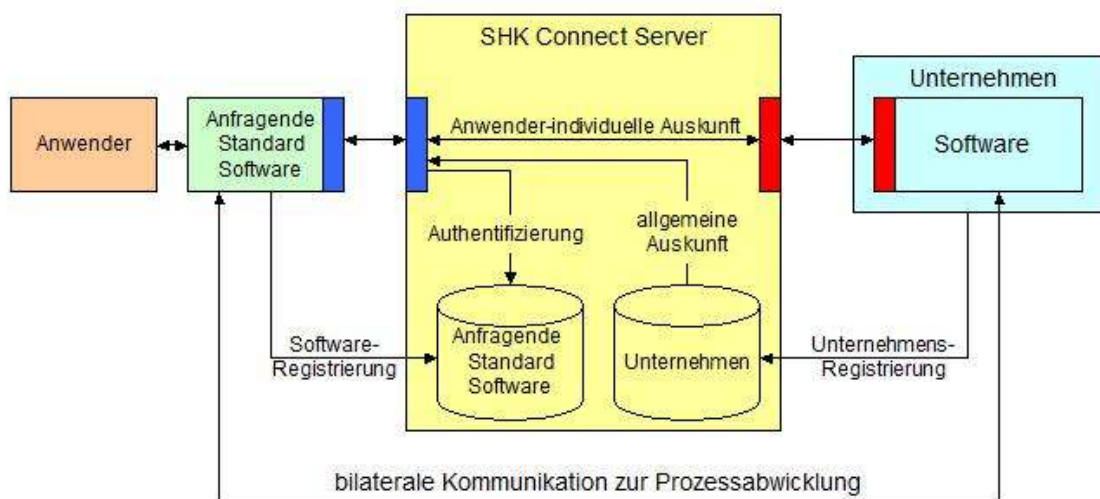 SHK Connect Server
Unternehmen
Anwender
Anfragende
Standard
Software
Anwender-individuelle Auskunft
Software
Authentifizierung
allgemeine
Auskunft
Software-
Registrierung
Anfragende
Standard
Software
Unternehmen
Unternehmens-
Registrierung
bilaterale Kommunikation zur Prozessabwicklung